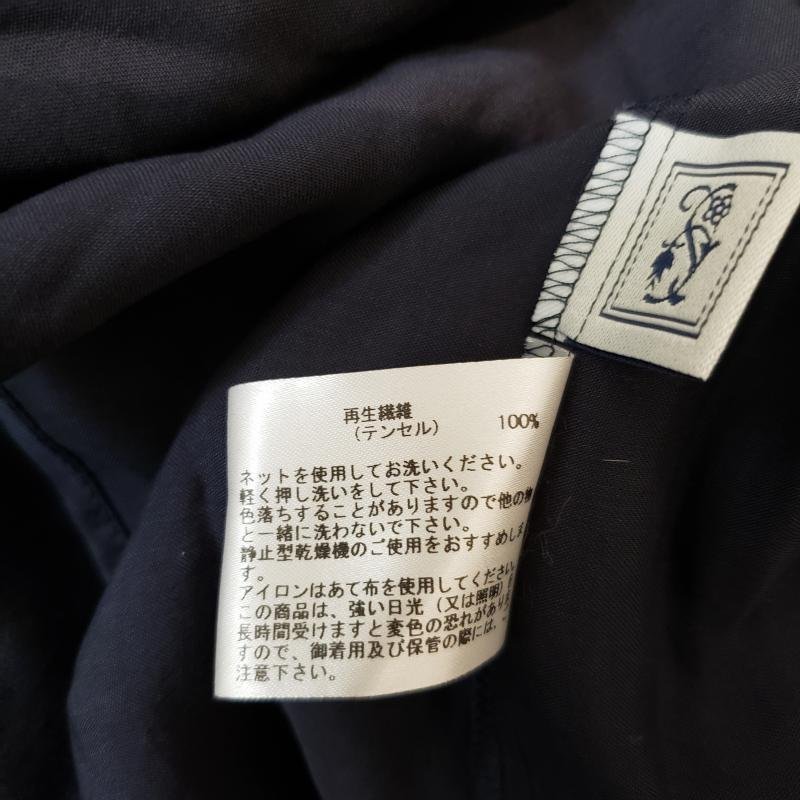 再生繊維
(テンセル) 100%
ネットを使用してお洗いください。
軽く押し洗いをして下さい。
色落ちすることがありますので他の物
と一緒に洗わないで下さい。
静止型乾燥機のご使用をおすすめしま
す。
アイロンはあて布を使用してください。
この商品は、強い日光(又は照明)
長時間受けますと変色の恐れがありま
すので、御着用及び保管の際には、
注意下さい。